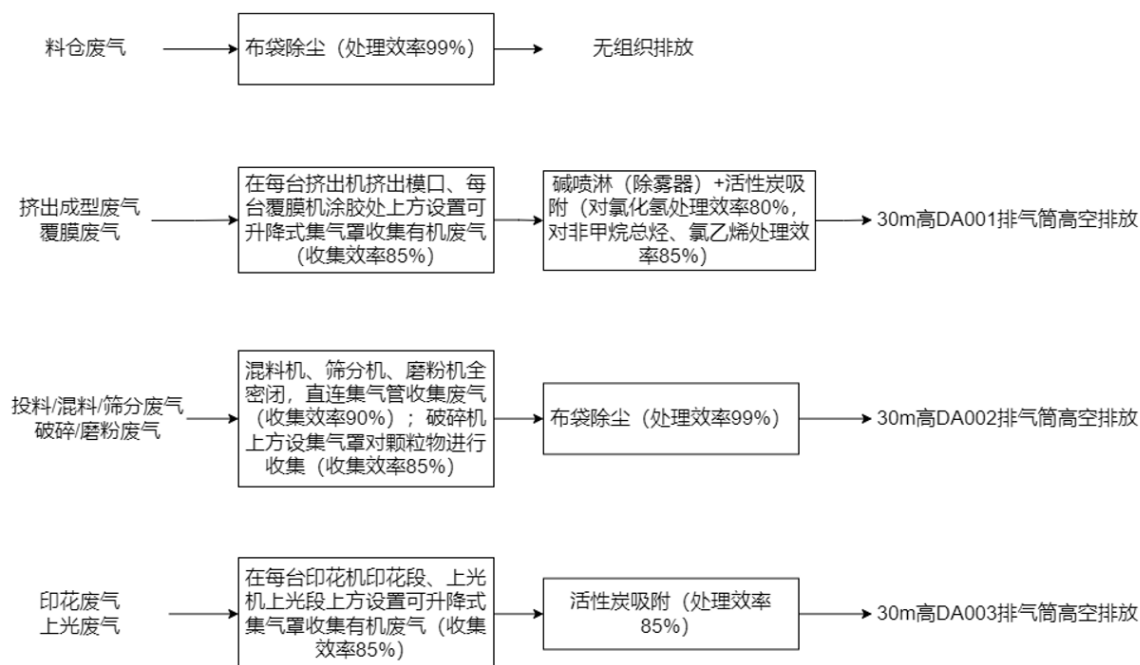 料仓废气
布袋除尘（处理效率99%）
无组织排放
挤出成型废气
覆膜废气
在每台挤出机挤出模口、每
台覆膜机涂胶处上方设置可
升降式集气罩收集有机废气
（收集效率85%）
碱喷淋（除雾器）+活性炭吸
附（对氯化氢处理效率80%，
对非甲烷总烃、氯乙烯处理效
率85%）
30m高DA001排气筒高空排放
投料/混料/筛分废气
破碎/磨粉废气
混料机、筛分机、磨粉机全
密闭，直连集气管收集废气
（收集效率90%）；破碎机
上方设集气罩对颗粒物进行
收集（收集效率85%）
布袋除尘（处理效率99%）
30m高DA002排气筒高空排放
印花废气
上光废气
在每台印花机印花段、上光
机上光段上方设置可升降式
集气罩收集有机废气（收集
效率85%）
活性炭吸附（处理效率
85%）
30m高DA003排气筒高空排放